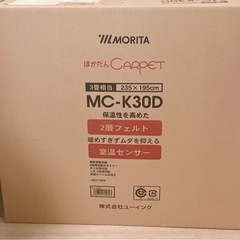 MORITA
ほかだん CARPET
3畳相当 235×195cm
MC-K30D
保温性を高めた
2層フェルト
暖めすぎずムダを抑える
室温センサー
株式会社ユーイング